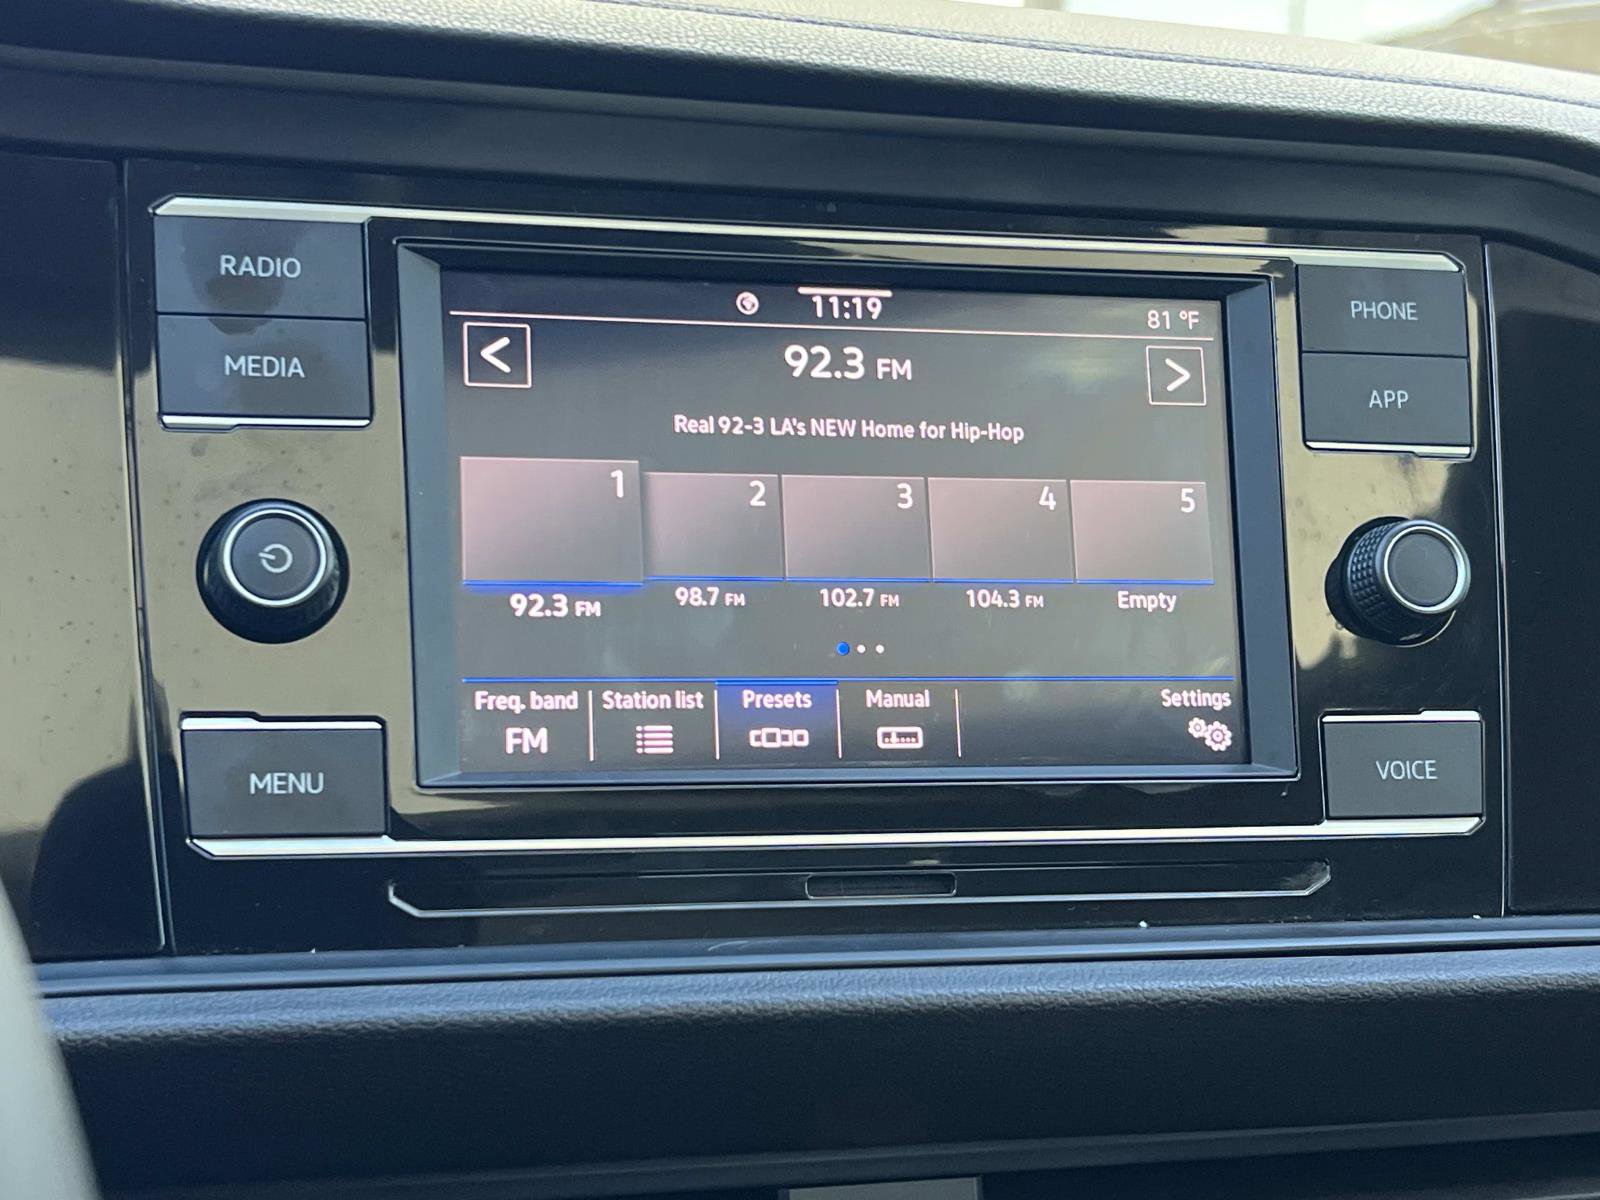 RADIO
MEDIA
MENU
11:19
81 °F
<
92.3 FM
>
Real 92-3 LA's NEW Home for Hip-Hop
1 2 3 4 5
92.3 FM 98.7 FM 102.7 FM 104.3 FM Empty
Freq. band Station list Presets Manual Settings
FM
PHONE
APP
VOICE